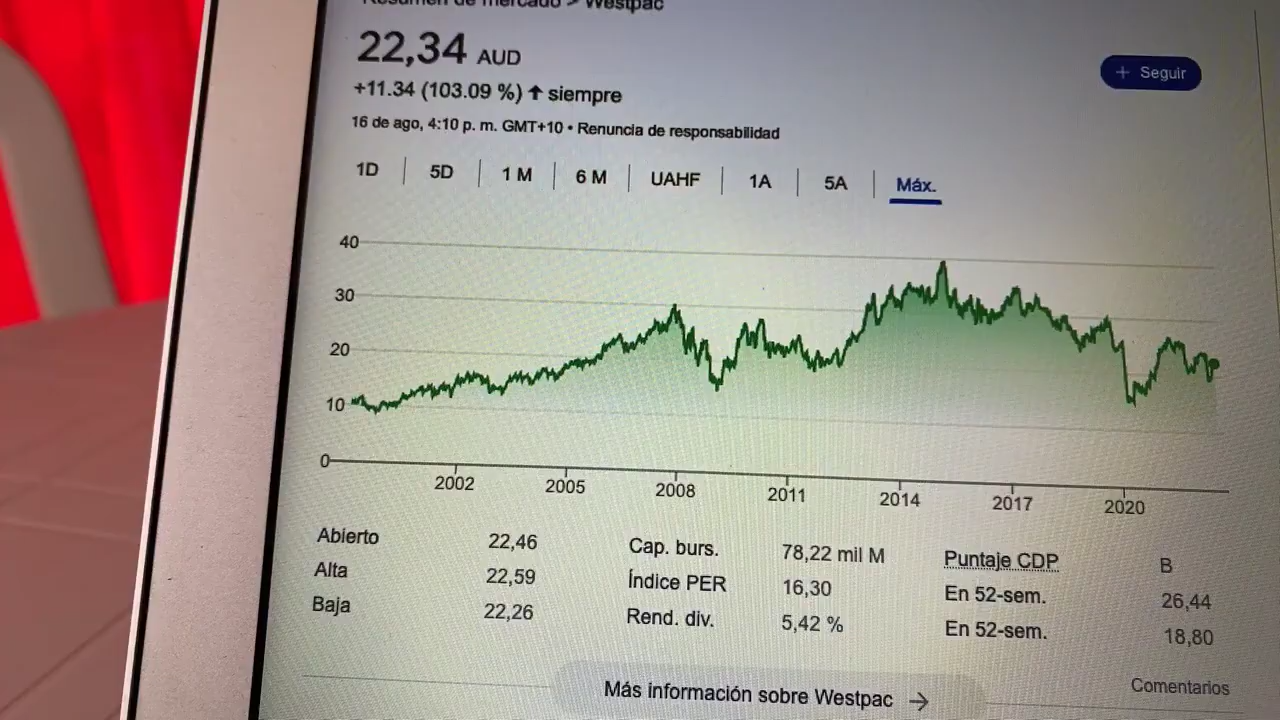 Resumen de mercado > Westpac
22,34 AUD
+11.34 (103.09 %) ↑ siempre
16 de ago, 4:10 p. m. GMT+10 • Renuncia de responsabilidad
+ Seguir
1D 5D 1 M 6 M UAHF 1A 5A Máx.
40
30
20
10
0
2002 2005 2008 2011 2014 2017 2020
Abierto 22,46 Cap. burs. 78,22 mil M Puntaje CDP B
Alta 22,59 Índice PER 16,30 En 52-sem. 26,44
Baja 22,26 Rend. div. 5,42 % En 52-sem. 18,80
Más información sobre Westpac →
Comentarios